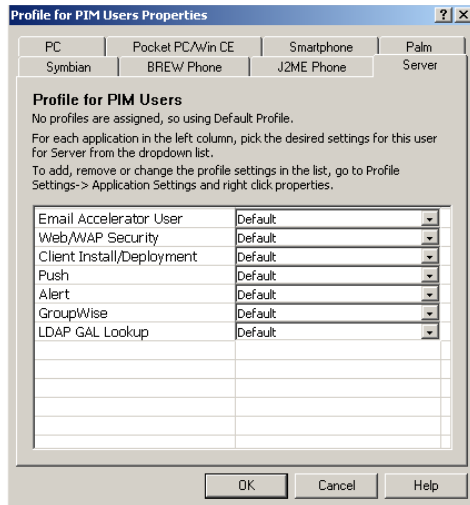 Profile for PIM Users Properties
PC Pocket PC/Win CE Smartphone Palm
Symbian BREW Phone J2ME Phone Server
Profile for PIM Users
No profiles are assigned, so using Default Profile.
For each application in the left column, pick the desired settings for this user
for Server from the dropdown list.
To add, remove or change the profile settings in the list, go to Profile
Settings-> Application Settings and right click properties.
Email Accelerator User Default
Web/WAP Security Default
Client Install/Deployment Default
Push Default
Alert Default
GroupWise Default
LDAP GAL Lookup Default
OK Cancel Help